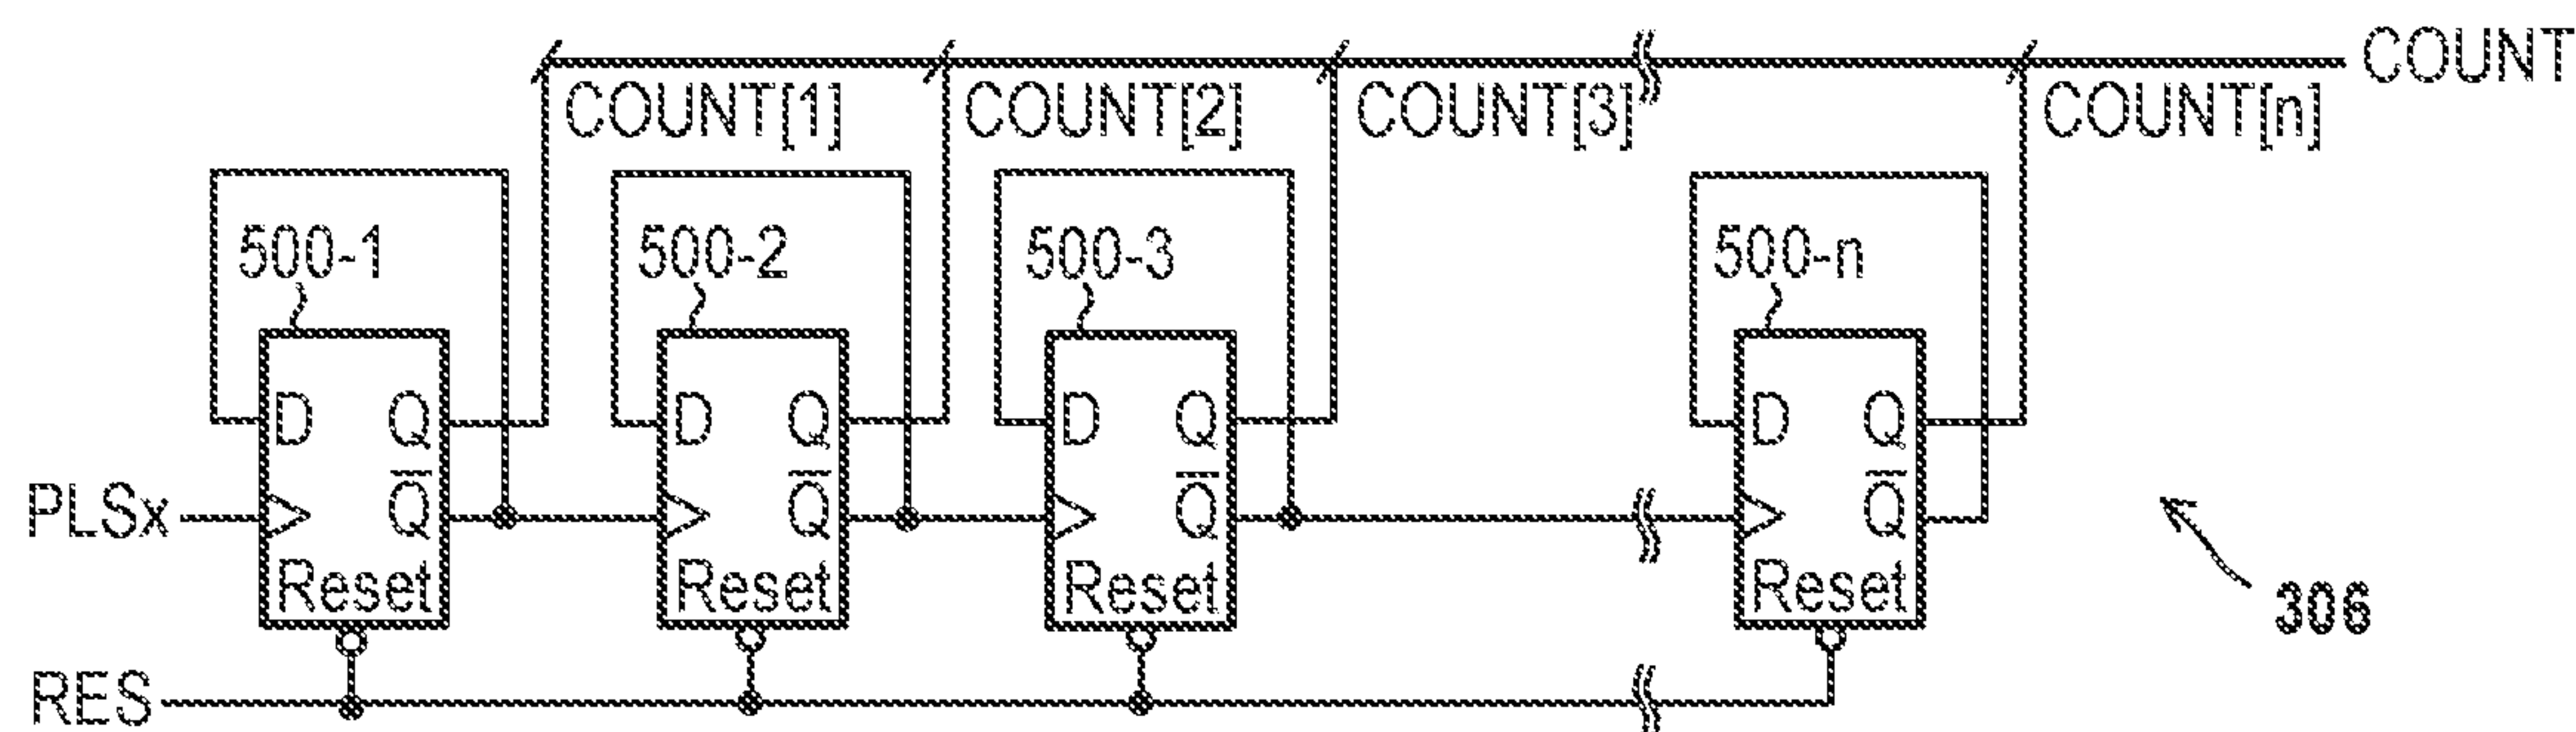 COUNT
COUNT[1] COUNT[2] COUNT[3] COUNT[n]
500-1 500-2 500-3 500-n
D Q D Q D Q D Q
PLSx Q̅ Q̅ Q̅ Q̅
Reset Reset Reset Reset
306
RES